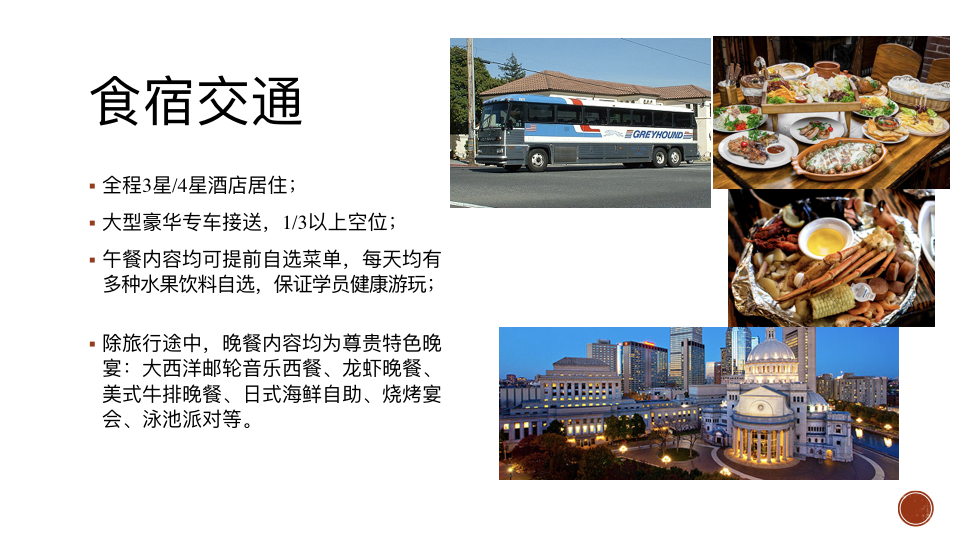 食宿交通
全程3星/4星酒店居住；
大型豪华专车接送，1/3以上空位；
午餐内容均可提前自选菜单，每天均有
多种水果饮料自选，保证学员健康游玩；
除旅行途中，晚餐内容均为尊贵特色晚
宴：大西洋邮轮音乐西餐、龙虾晚餐、
美式牛排晚餐、日式海鲜自助、烧烤宴
会、泳池派对等。
GREYHOUND